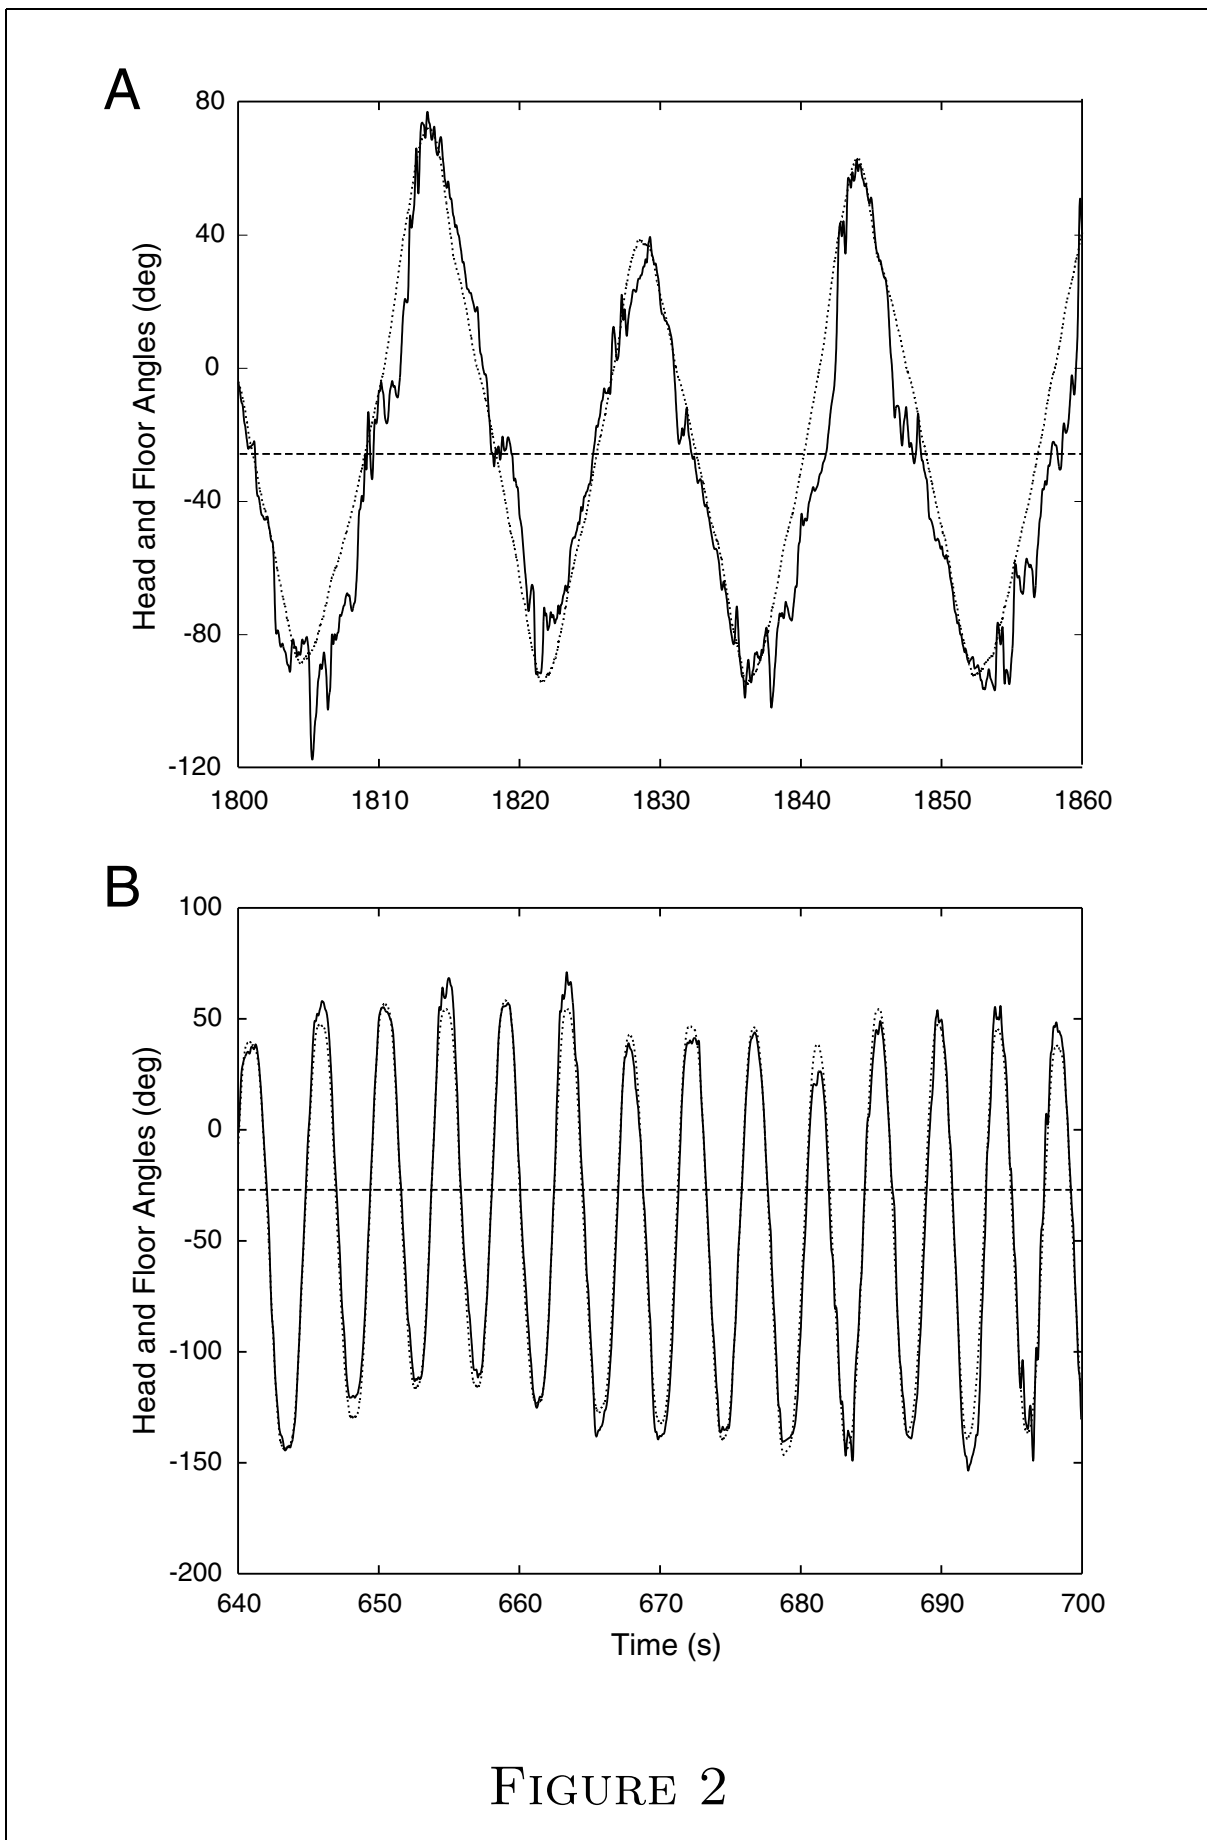 A
80
40
0
-40
-80
-120
Head and Floor Angles (deg)
1800 1810 1820 1830 1840 1850 1860
B
100
50
0
-50
-100
-150
-200
Head and Floor Angles (deg)
640 650 660 670 680 690 700
Time (s)
FIGURE 2